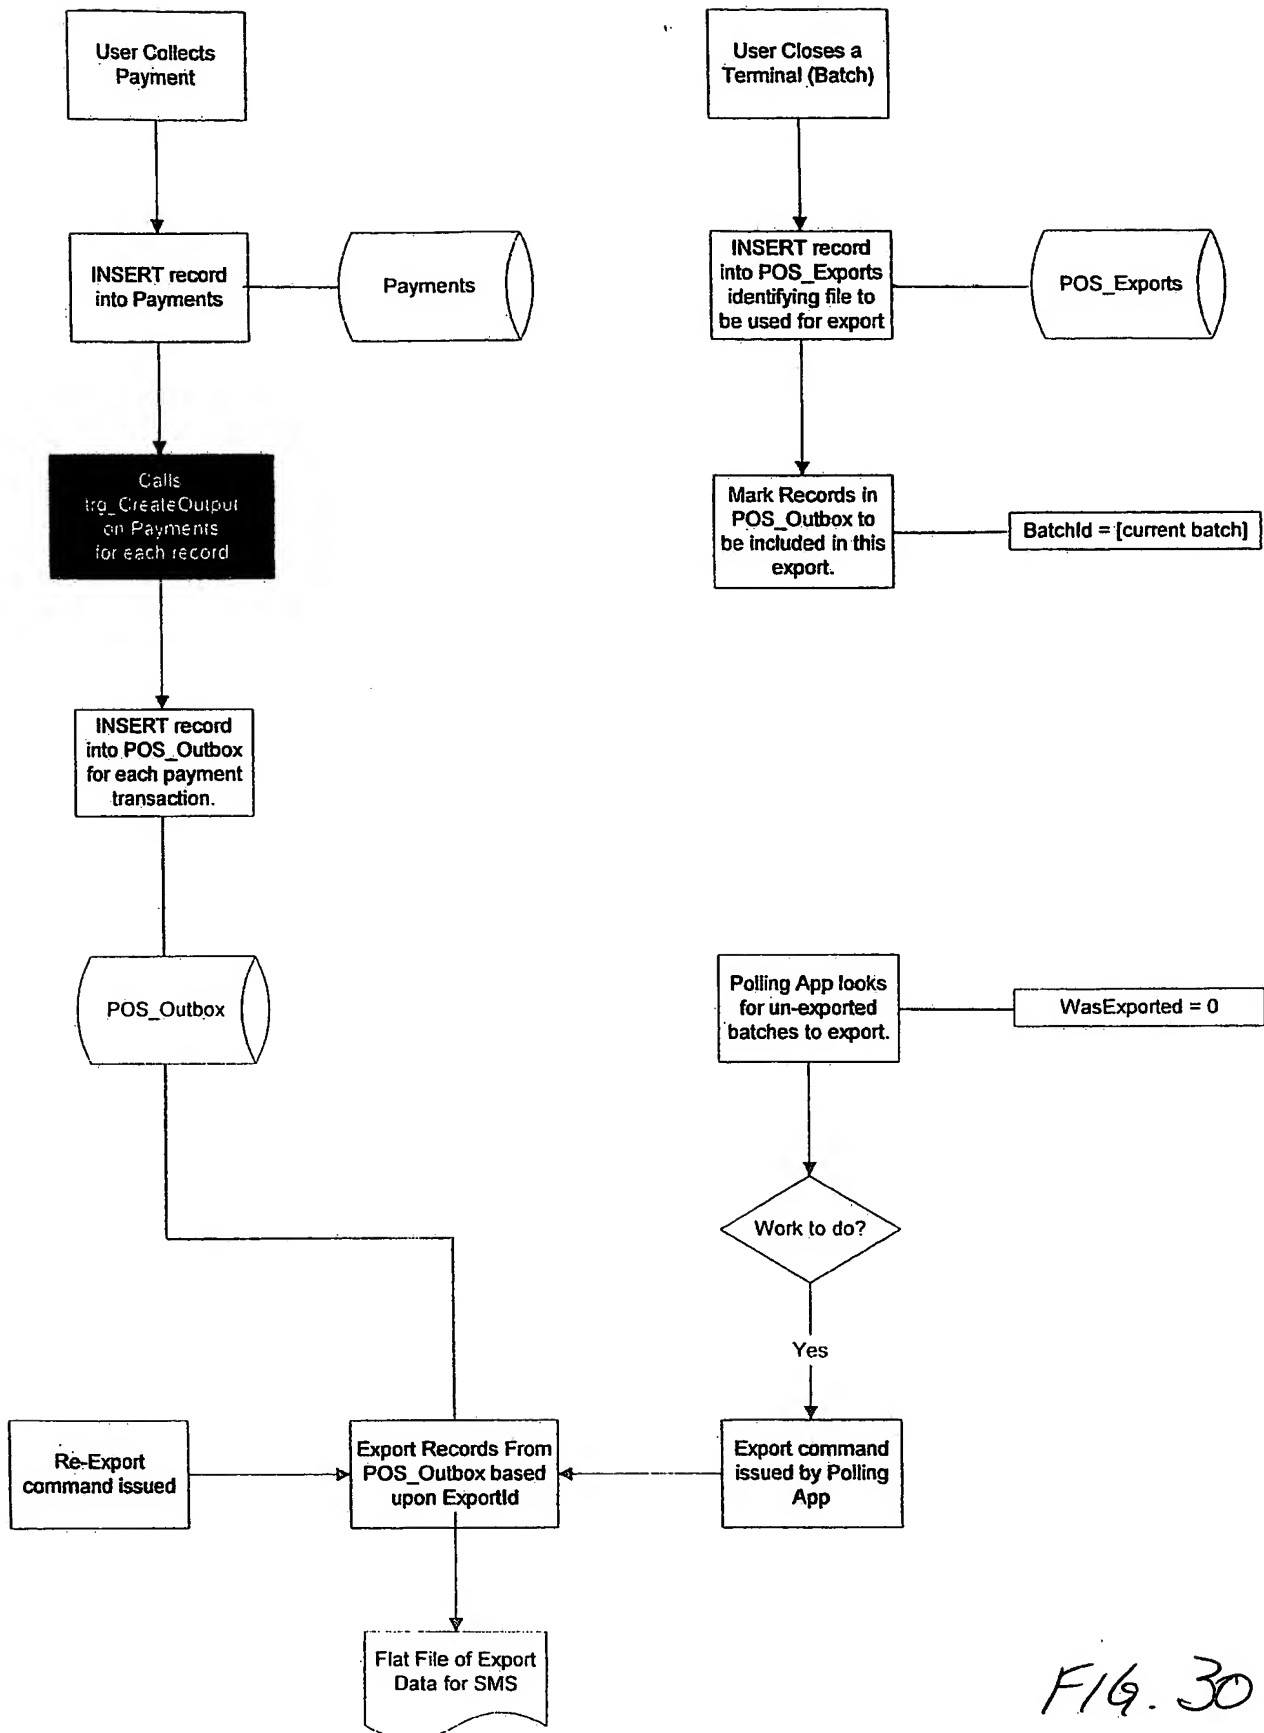 User Collects
Payment
User Closes a
Terminal (Batch)
INSERT record
into Payments
Payments
INSERT record
into POS_Exports
identifying file to
be used for export
POS_Exports
Calls
trg_CreateOutput
on Payments
for each record
Mark Records in
POS_Outbox to
be included in this
export.
BatchId = [current batch]
INSERT record
into POS_Outbox
for each payment
transaction.
POS_Outbox
Polling App looks
for un-exported
batches to export.
WasExported = 0
Work to do?
Yes
Re-Export
command issued
Export Records From
POS_Outbox based
upon ExportId
Export command
issued by Polling
App
Flat File of Export
Data for SMS
FIG. 30